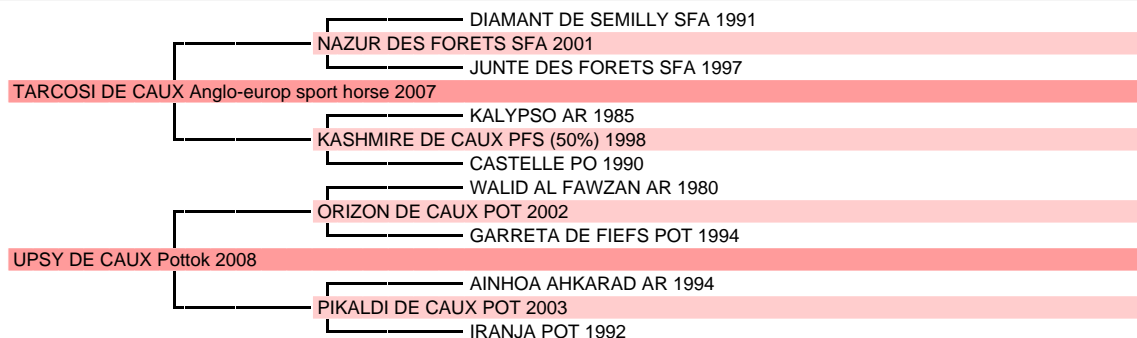 DIAMANT DE SEMILLY SFA 1991
NAZUR DES FORETS SFA 2001
JUNTE DES FORETS SFA 1997
TARCOSI DE CAUX Anglo-europ sport horse 2007
KALYPSO AR 1985
KASHMIRE DE CAUX PFS (50%) 1998
CASTELLE PO 1990
WALID AL FAWZAN AR 1980
ORIZON DE CAUX POT 2002
GARRETA DE FIEFS POT 1994
UPSY DE CAUX Pottok 2008
AINHOA AHKARAD AR 1994
PIKALDI DE CAUX POT 2003
IRANJA POT 1992